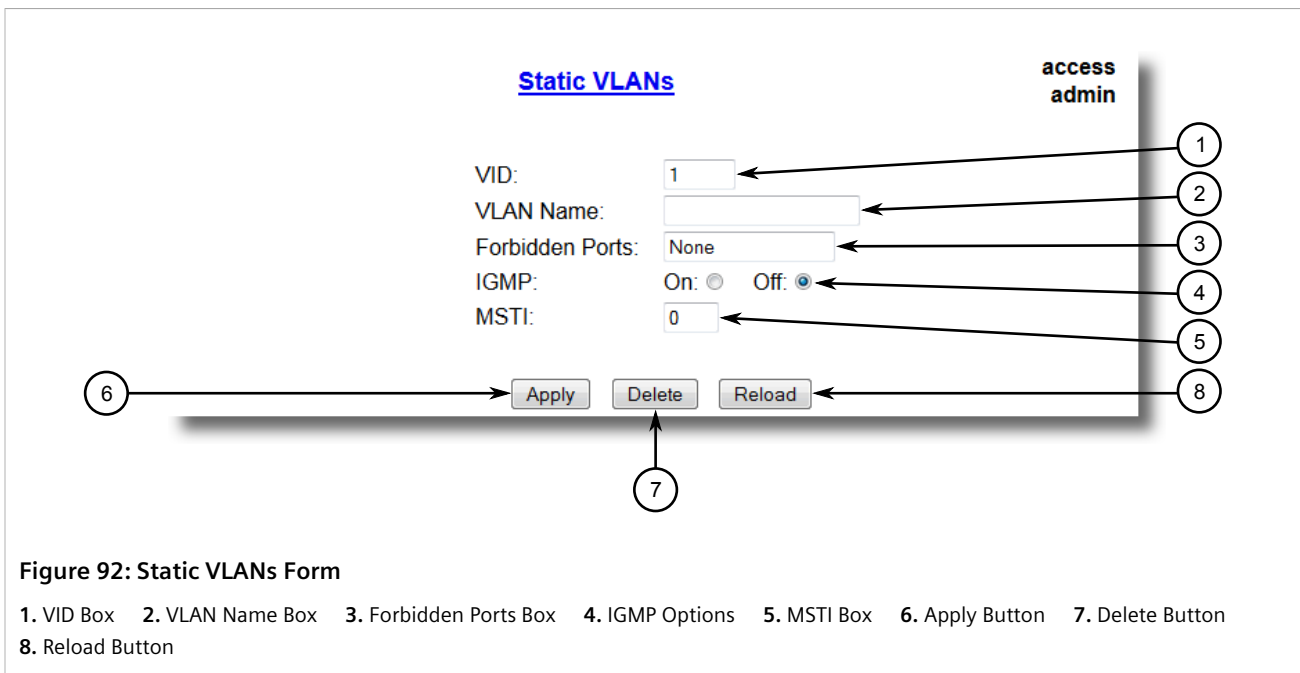 Static VLANs
access
admin
VID: 1
VLAN Name:
Forbidden Ports: None
IGMP: On: Off:
MSTI: 0
Apply Delete Reload
1
2
3
4
5
6
8
7
Figure 92: Static VLANs Form
1. VID Box 2. VLAN Name Box 3. Forbidden Ports Box 4. IGMP Options 5. MSTI Box 6. Apply Button 7. Delete Button
8. Reload Button